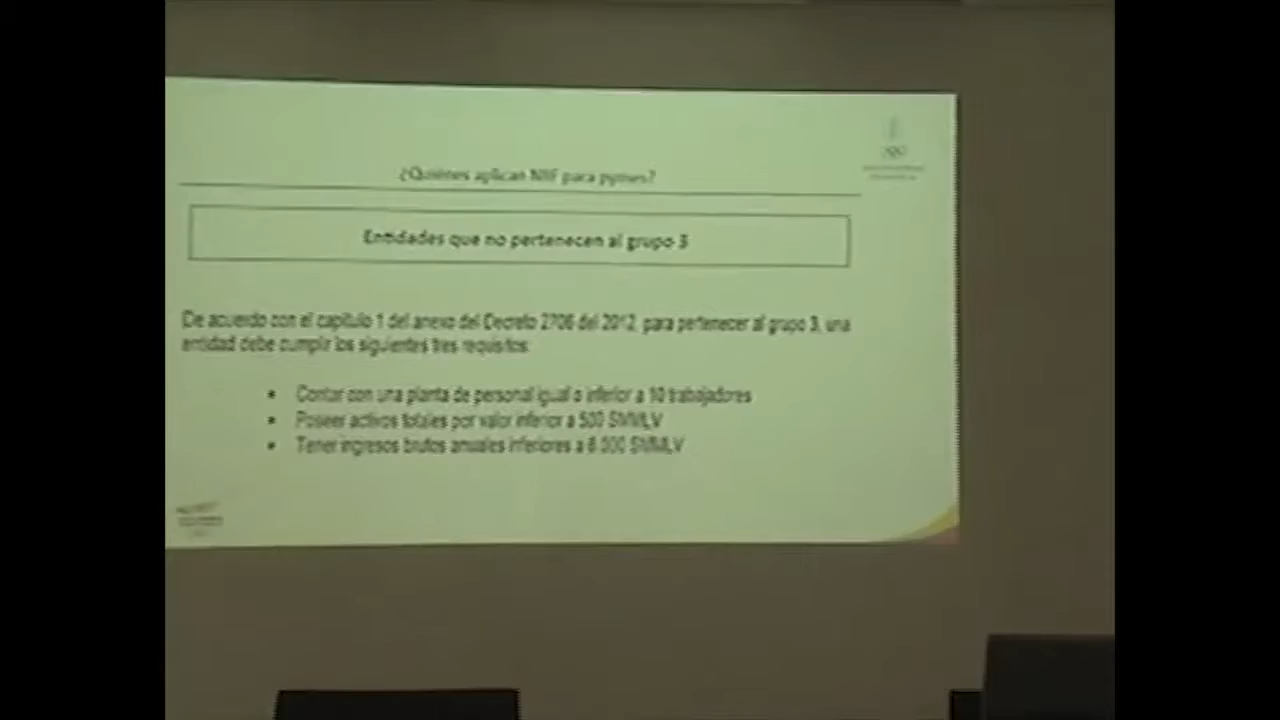 ¿Quiénes aplican NIIF para pymes?
Entidades que no pertenecen al grupo 3
De acuerdo con el capítulo 1 del anexo del Decreto 2706 del 2012, para pertenecer al grupo 3, una
entidad debe cumplir los siguientes tres requisitos:
• Contar con una planta de personal igual o inferior a 10 trabajadores
• Poseer activos totales por valor inferior a 500 SMMLV
• Tener ingresos brutos anuales inferiores a 6.000 SMMLV